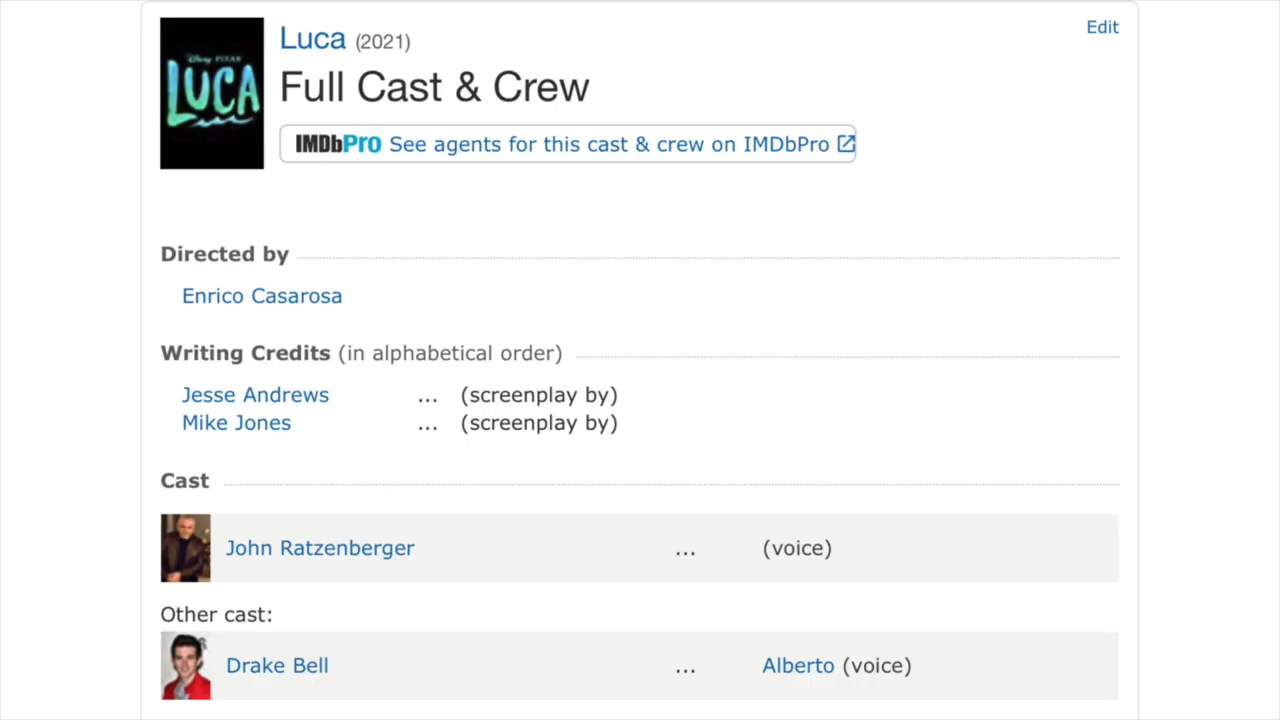 Disney PIXAR
LUCA
Luca (2021)
Edit
Full Cast & Crew
IMDbPro See agents for this cast & crew on IMDbPro
Directed by
Enrico Casarosa
Writing Credits (in alphabetical order)
Jesse Andrews ... (screenplay by)
Mike Jones ... (screenplay by)
Cast
John Ratzenberger ... (voice)
Other cast:
Drake Bell ... Alberto (voice)